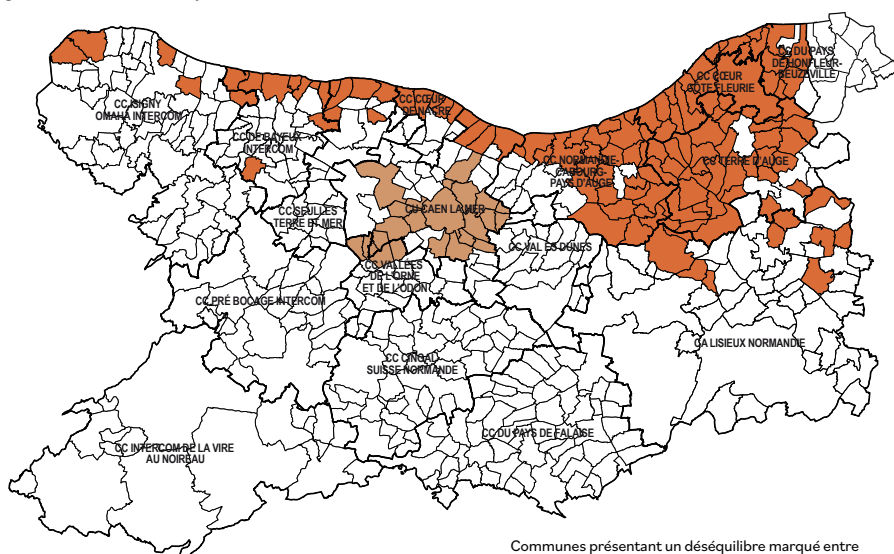 CC DU PAYS
DE HONFLEUR-
BEUZEVILLE
CC CŒUR
CÔTE FLEURIE
CC CŒUR
DE NACRE
CC ISIGNY
OMAHA INTERCOM
CC DE BAYEUX
INTERCOM
CC NORMANDIE-
CABOURG-
PAYS D'AUGE
CC TERRE D'AUGE
CC SEULLES
TERRE ET MER
CU CAEN LA MER
CC VAL ES DUNES
CC VALLÉES
DE L'ORNE
ET DE L'ODON
CC PRÉ BOCAGE INTERCOM
CA LISIEUX NORMANDIE
CC CINGAL-
SUISSE NORMANDE
CC DU PAYS DE FALAISE
CC INTERCOM DE LA VIRE
AU NOIREAU
Communes présentant un déséquilibre marqué entre